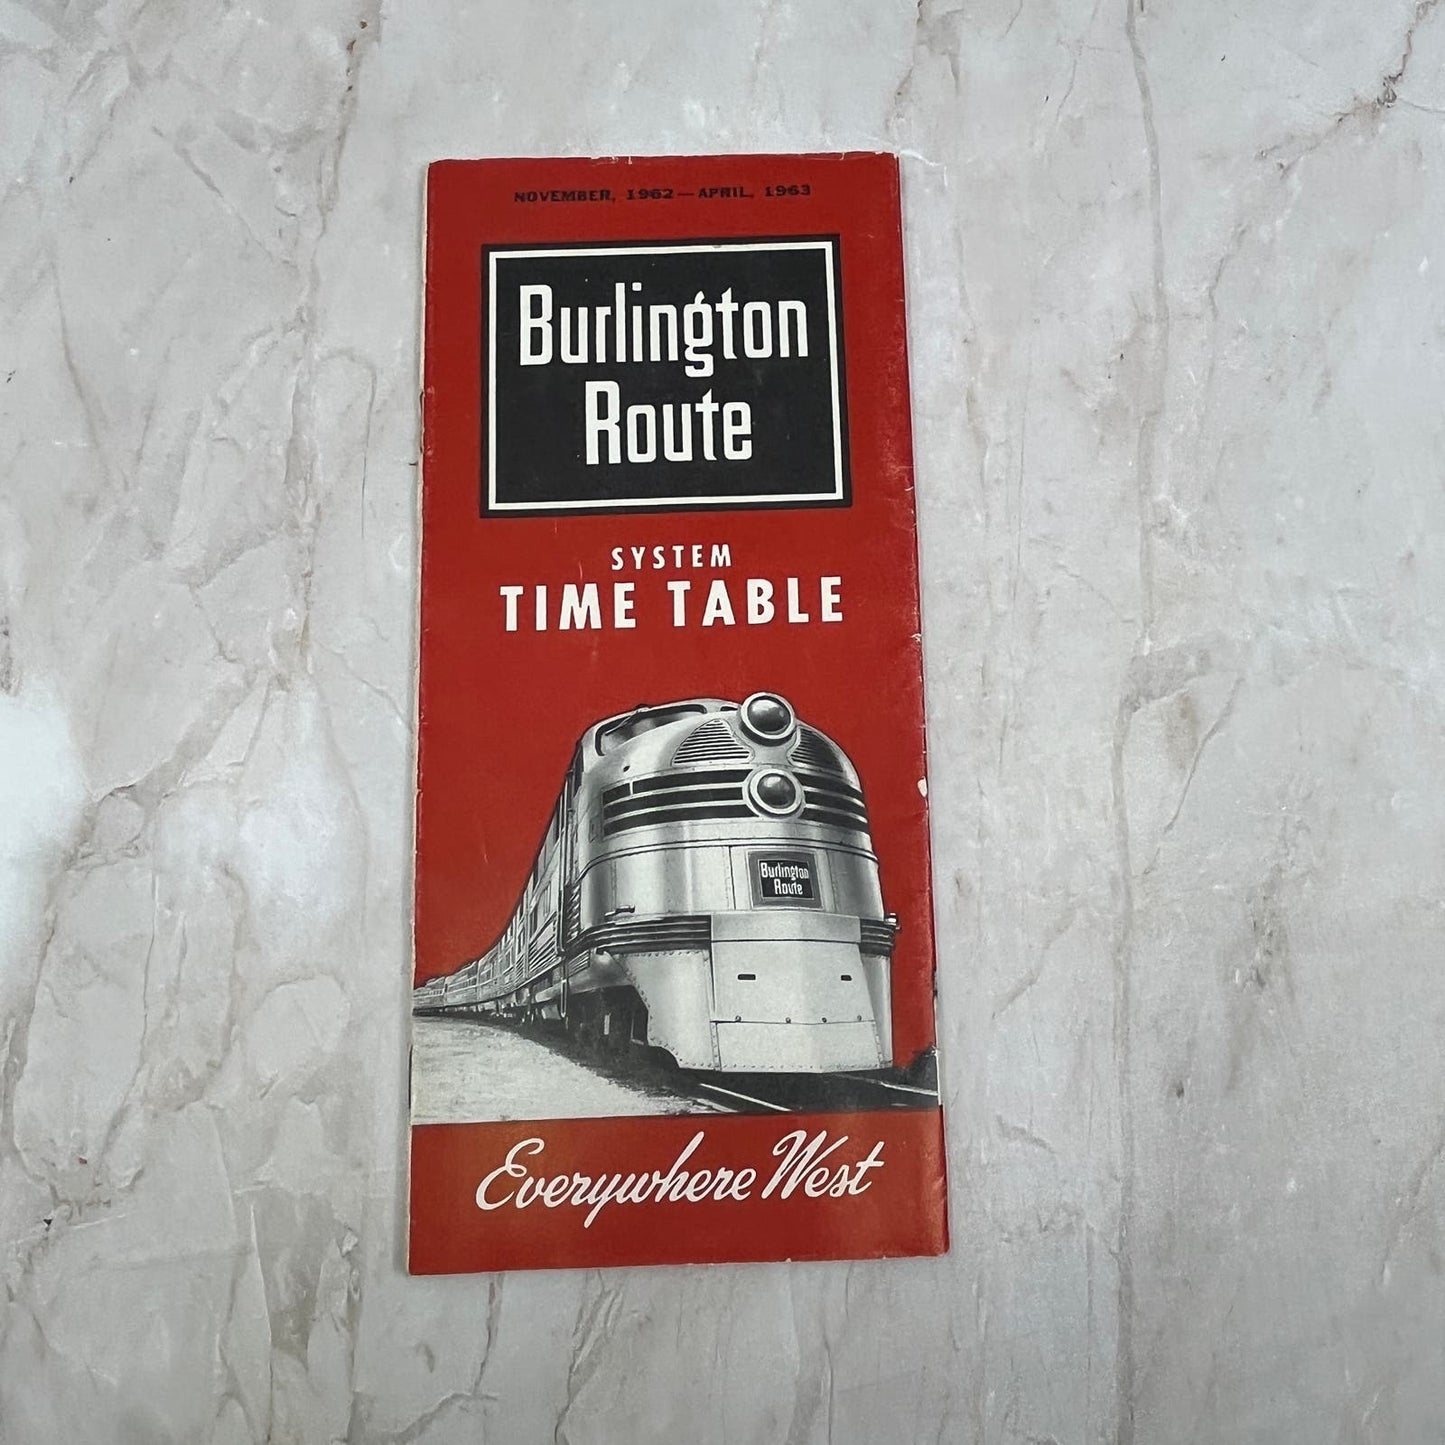 NOVEMBER, 1962—APRIL, 1963
Burlington
Route
SYSTEM
TIME TABLE
Burlington
Route
Everywhere West